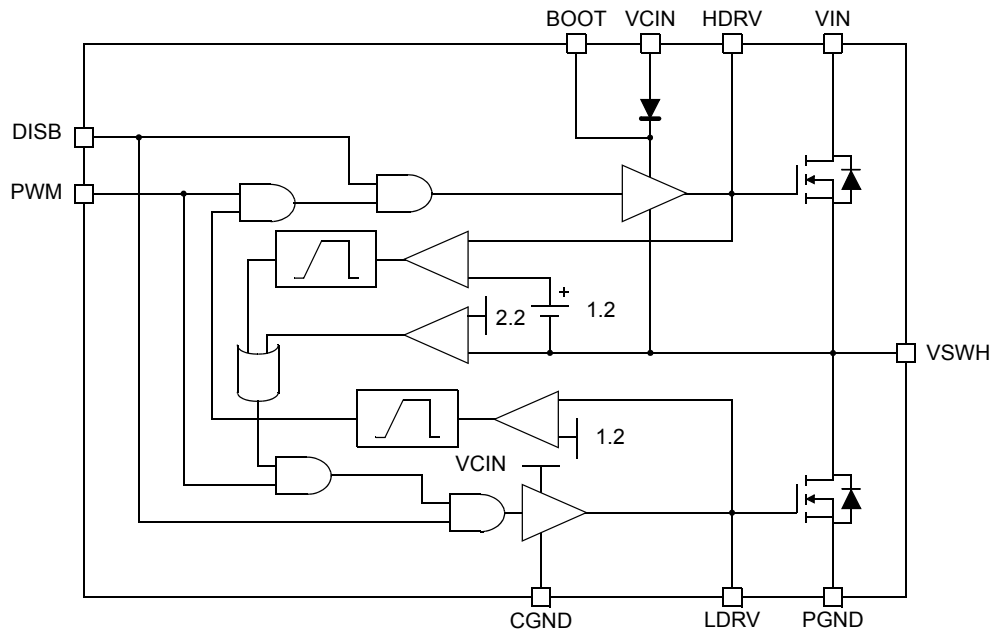 BOOT VCIN HDRV VIN
DISB
PWM
+
2.2 1.2
VSWH
1.2
VCIN
CGND LDRV PGND